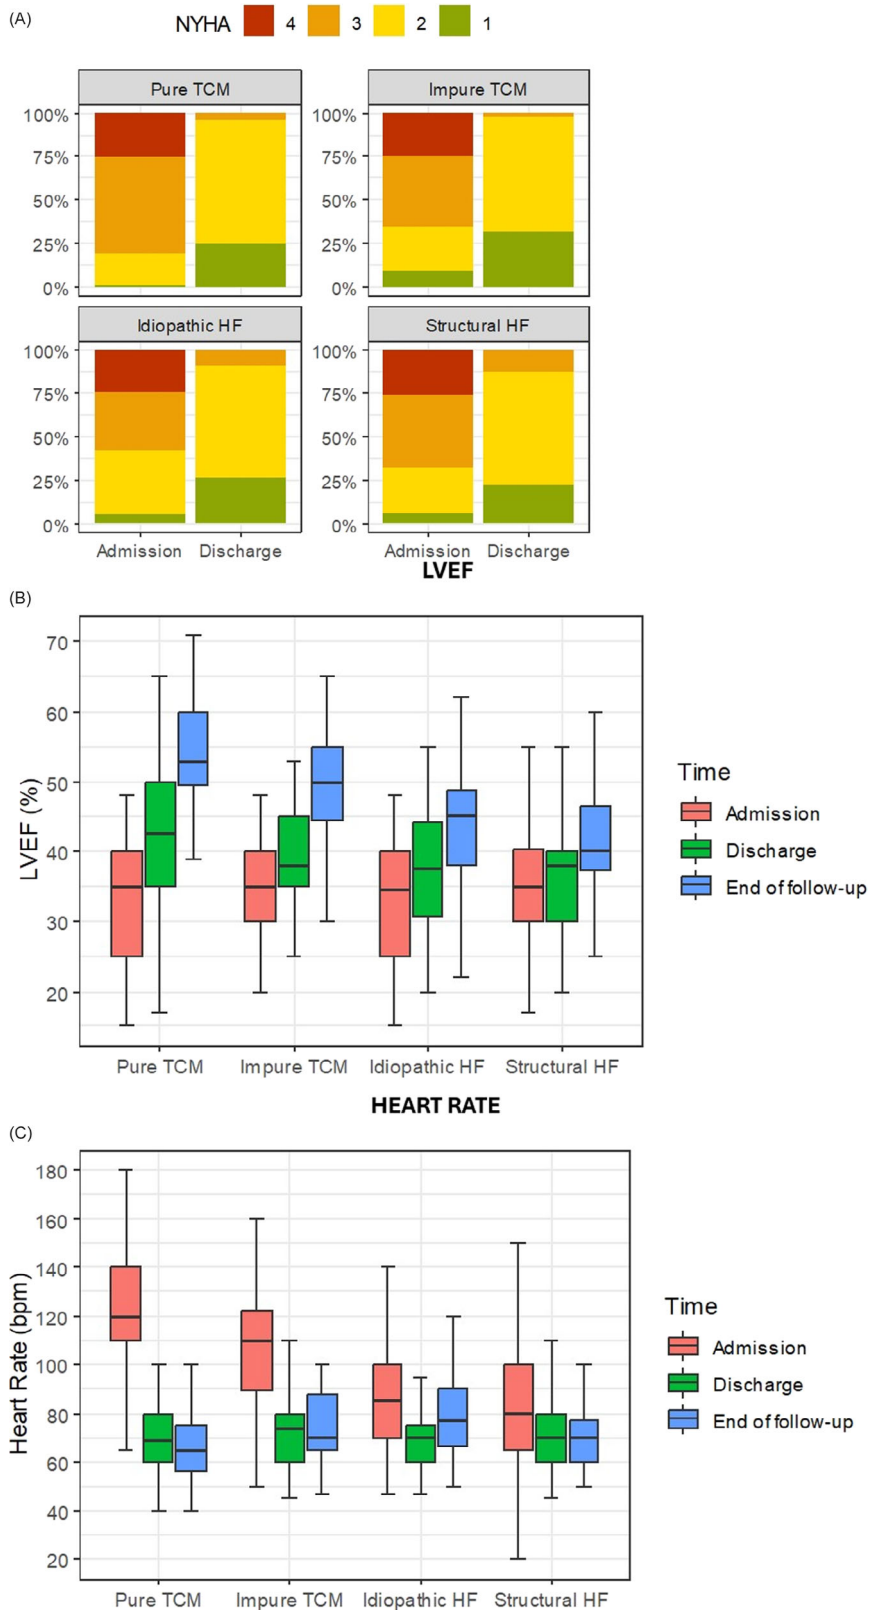 (A)
NYHA 4 3 2 1
Pure TCM Impure TCM
100% 100%
75% 75%
50% 50%
25% 25%
0% 0%
Idiopathic HF Structural HF
100% 100%
75% 75%
50% 50%
25% 25%
0% 0%
Admission Discharge Admission Discharge
LVEF
(B)
70
60
50
40
30
20
LVEF (%)
Time
Admission
Discharge
End of follow-up
Pure TCM Impure TCM Idiopathic HF Structural HF
HEART RATE
(C)
180
160
140
120
100
80
60
40
20
Heart Rate (bpm)
Time
Admission
Discharge
End of follow-up
Pure TCM Impure TCM Idiopathic HF Structural HF